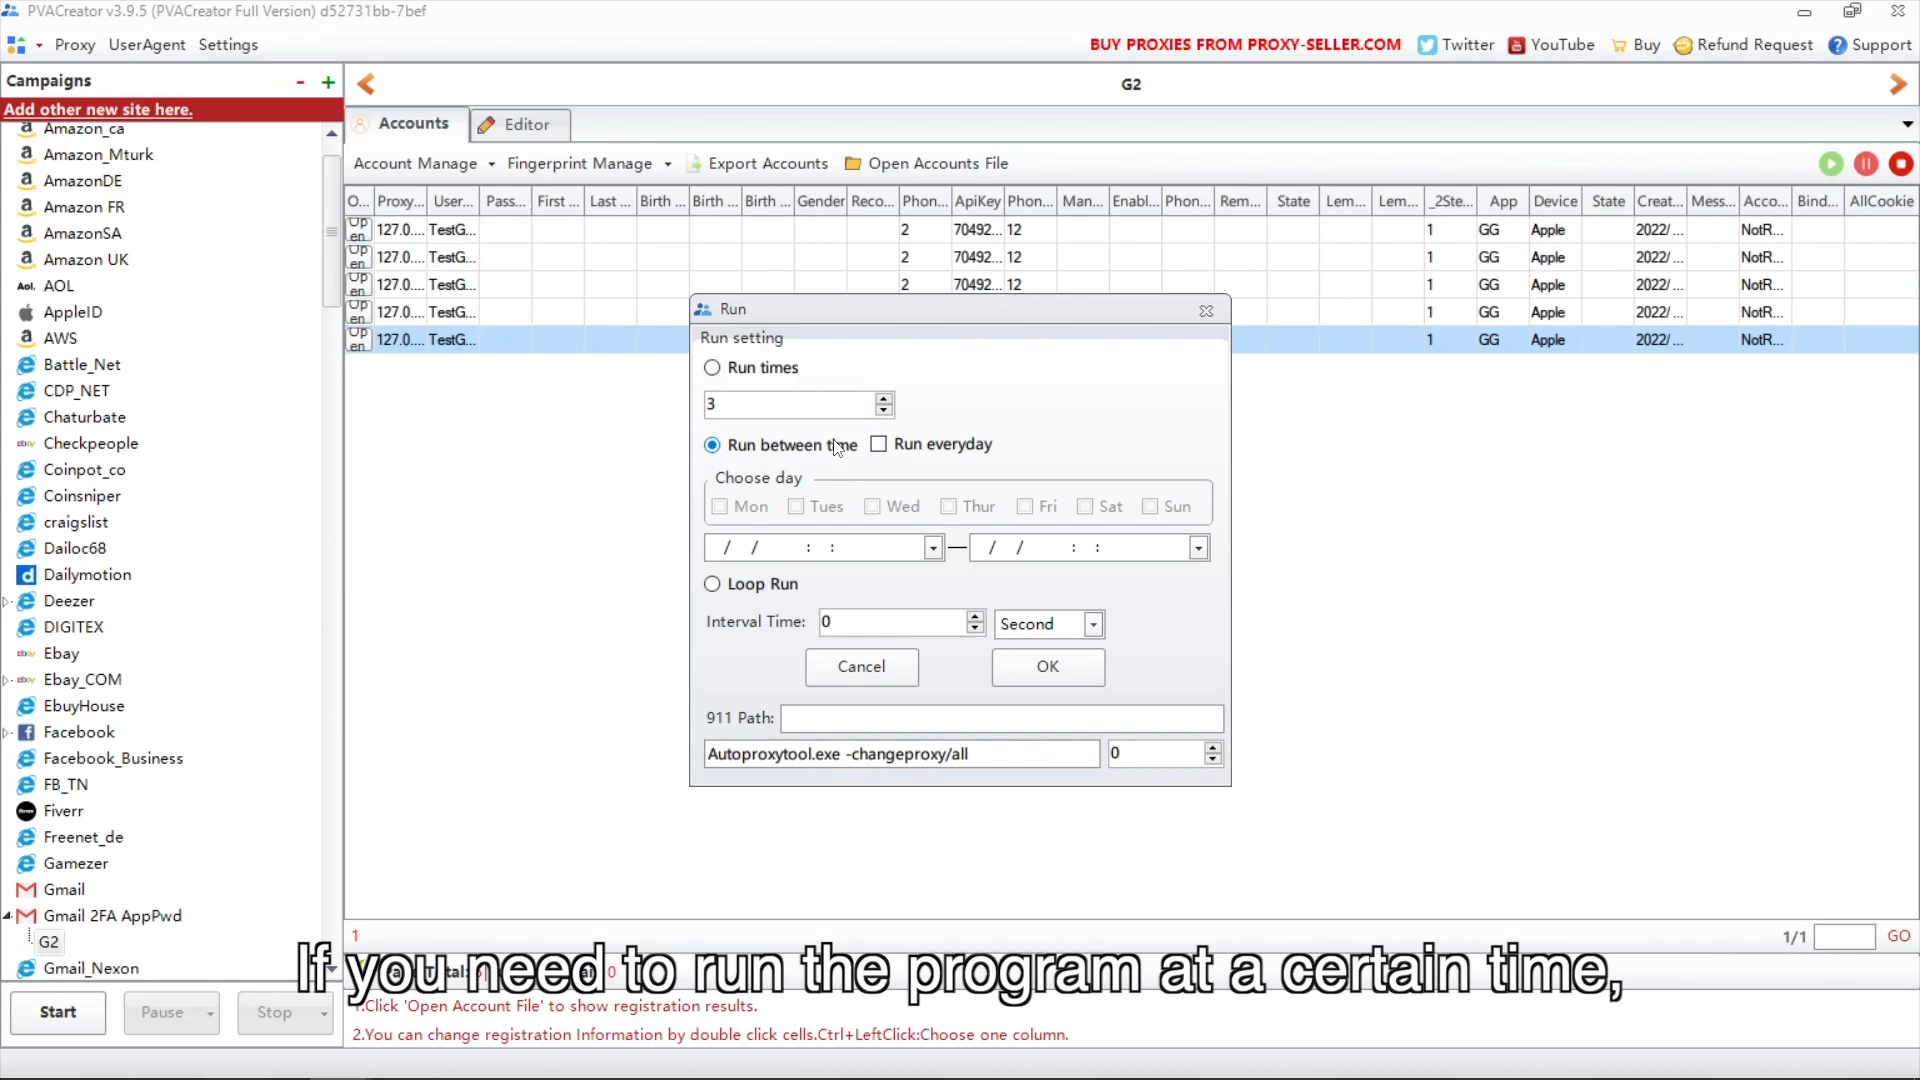 PVACreator v3.9.5 (PVACreator Full Version) d52731bb-7bef
Proxy UserAgent Settings
BUY PROXIES FROM PROXY-SELLER.COM Twitter YouTube Buy Refund Request Support
Campaigns - +
G2
Add other new site here.
Amazon_ca
Amazon_Mturk
AmazonDE
Amazon FR
AmazonSA
Amazon UK
AOL
AppleID
AWS
Battle_Net
CDP_NET
Chaturbate
Checkpeople
Coinpot_co
Coinsniper
craigslist
Dailoc68
Dailymotion
Deezer
DIGITEX
Ebay
Ebay_COM
EbuyHouse
Facebook
Facebook_Business
FB_TN
Fiverr
Freenet_de
Gamezer
Gmail
Gmail 2FA AppPwd
G2
Gmail_Nexon
Start Pause Stop
Accounts Editor
Account Manage Fingerprint Manage Export Accounts Open Accounts File
O... Proxy... User... Pass... First ... Last ... Birth ... Birth ... Birth ... Gender Reco... Phon... ApiKey Phon... Man... Enabl... Phon... Rem... State Lem... Lem... _2Ste... App Device State Creat... Mess... Acco... Bind... AllCookie
Open 127.0.... TestG... 2 70492... 12 1 GG Apple 2022/ ... NotR...
Open 127.0.... TestG... 2 70492... 12 1 GG Apple 2022/ ... NotR...
Open 127.0.... TestG... 2 70492... 12 1 GG Apple 2022/ ... NotR...
Open 127.0.... TestG... 1 GG Apple 2022/ ... NotR...
Open 127.0.... TestG... 1 GG Apple 2022/ ... NotR...
Run
Run setting
Run times
3
Run between time Run everyday
Choose day
Mon Tues Wed Thur Fri Sat Sun
/ / : : — / / : :
Loop Run
Interval Time: 0 Second
Cancel OK
911 Path:
Autoproxytool.exe -changeproxy/all 0
1 1/1 GO
If you need to run the program at a certain time,
1.Click 'Open Account File' to show registration results.
2.You can change registration Information by double click cells.Ctrl+LeftClick:Choose one column.